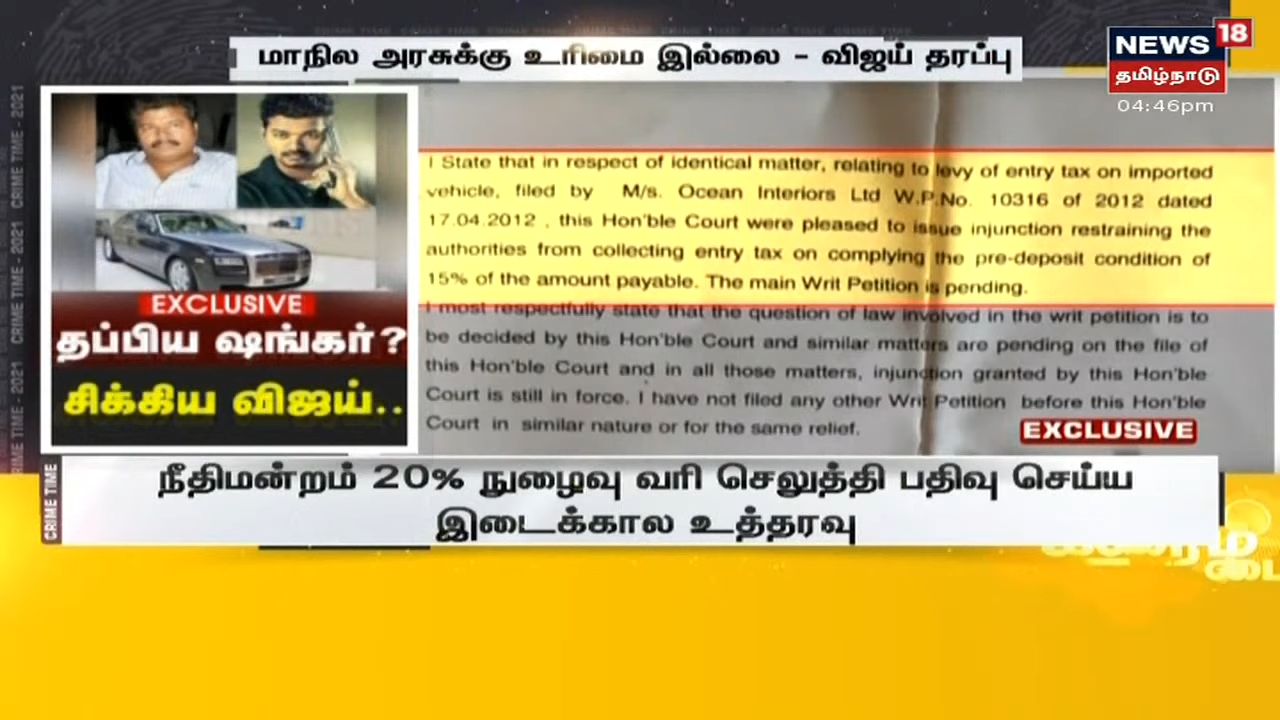 மாநில அரசுக்கு உரிமை இல்லை - விஜய் தரப்பு
NEWS 18
தமிழ்நாடு
04:46pm
CRIME TIME - 2021
CRIME TIME - 2021
I State that in respect of identical matter, relating to levy of entry tax on imported
vehicle, filed by M/s. Ocean Interiors Ltd W.P.No. 10316 of 2012 dated
17.04.2012 , this Hon'ble Court were pleased to issue injunction restraining the
authorities from collecting entry tax on complying the pre-deposit condition of
15% of the amount payable. The main Writ Petition is pending.
I most respectfully state that the question of law involved in the writ petition is to
be decided by this Hon'ble Court and similar matters are pending on the file of
this Hon'ble Court and in all those matters, injunction granted by this Hon'ble
Court is still in force. I have not filed any other Writ Petition before this Hon'ble
Court in similar nature or for the same relief.
EXCLUSIVE
EXCLUSIVE
தப்பிய ஷங்கர்?
சிக்கிய விஜய்..
CRIME TIME
நீதிமன்றம் 20% நுழைவு வரி செலுத்தி பதிவு செய்ய
இடைக்கால உத்தரவு